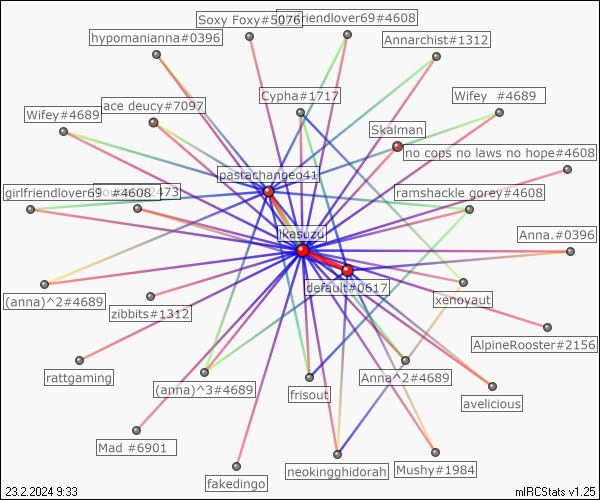 Soxy Foxy#5076
friendlover69#4608
hypomanianna#0396
Annarchist#1312
Cypha#1717
Wifey #4689
ace deucy#7097
Wifey#4689
Skalman
no cops no laws no hope#4608
pastachangeo41
girlfriendlover69 #4608
2473
ramshackle gorey#4608
likasuzu
Anna.#0396
default#0617
(anna)^2#4689
zibbits#1312
xenoyaut
AlpineRooster#2156
rattgaming
(anna)^3#4689
frisout
Anna^2#4689
avelicious
Mad #6901
fakedingo
neokingghidorah
Mushy#1984
23.2.2024 9:33
mIRCStats v1.25